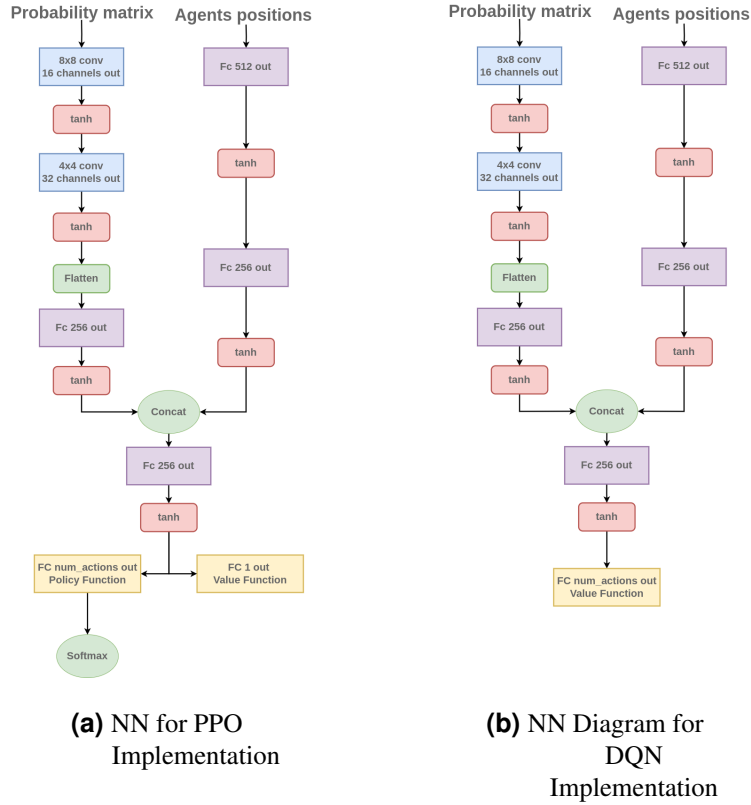 Probability matrix
Agents positions
8x8 conv
16 channels out
Fc 512 out
tanh
tanh
4x4 conv
32 channels out
tanh
Flatten
Fc 256 out
Fc 256 out
tanh
tanh
Concat
Fc 256 out
tanh
FC num_actions out
Policy Function
FC 1 out
Value Function
Softmax
(a) NN for PPO
Implementation
Probability matrix
Agents positions
8x8 conv
16 channels out
Fc 512 out
tanh
tanh
4x4 conv
32 channels out
tanh
Flatten
Fc 256 out
Fc 256 out
tanh
tanh
Concat
Fc 256 out
tanh
FC num_actions out
Value Function
(b) NN Diagram for
DQN
Implementation